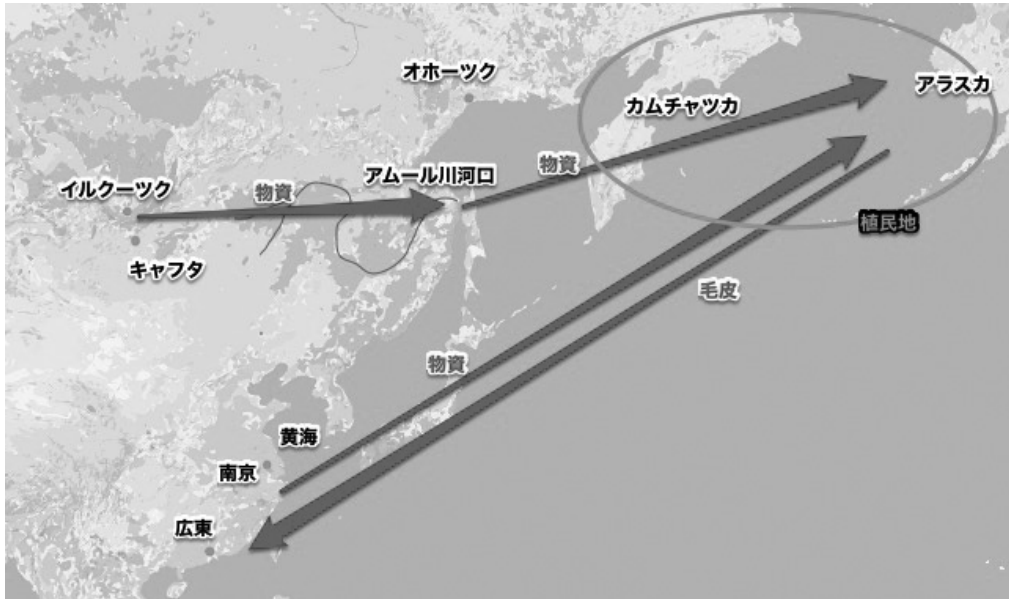 オホーツク
アラスカ
カムチャツカ
物資
アムール川河口
イルクーツク
物資
植民地
キャフタ
毛皮
物資
黄海
南京
広東